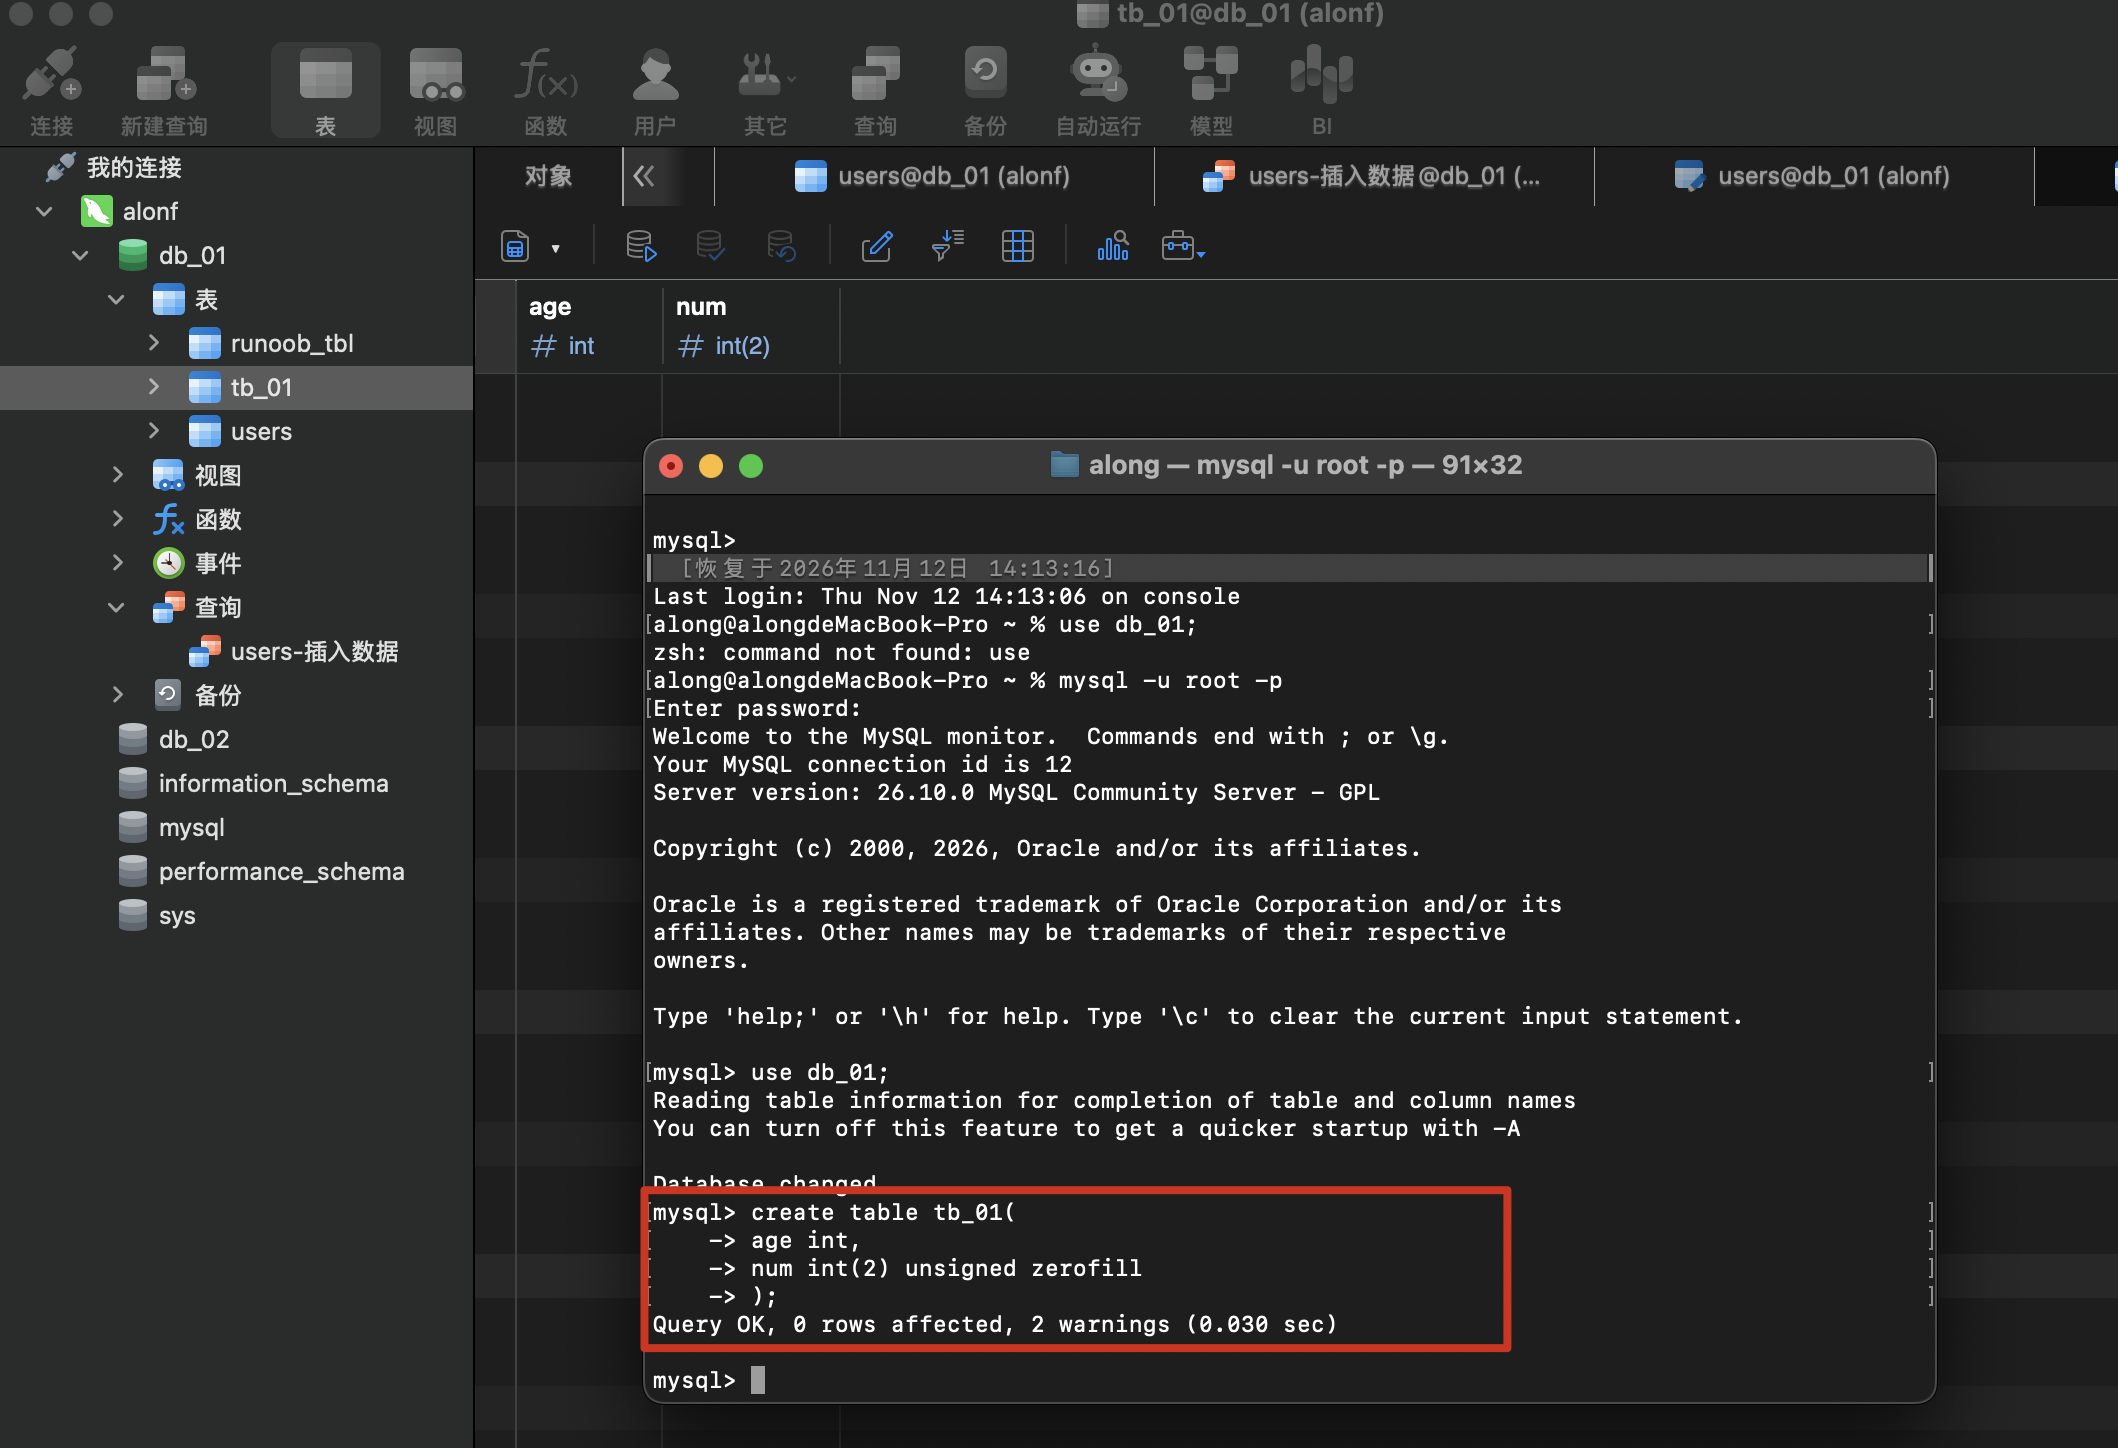 tb_01@db_01 (alonf)
连接
新建查询
表
视图
f(x)
函数
用户
其它
查询
备份
自动运行
模型
BI
我的连接
alonf
db_01
表
runoob_tbl
tb_01
users
视图
fx
函数
事件
查询
users-插入数据
备份
db_02
information_schema
mysql
performance_schema
sys
对象
users@db_01 (alonf)
users-插入数据@db_01 (...
users@db_01 (alonf)
age
num
# int
# int(2)
along — mysql -u root -p — 91×32
mysql>
[恢复于2026年11月12日 14:13:16]
Last login: Thu Nov 12 14:13:06 on console
[along@alongdeMacBook-Pro ~ % use db_01; ]
zsh: command not found: use
[along@alongdeMacBook-Pro ~ % mysql -u root -p ]
[Enter password: ]
Welcome to the MySQL monitor.  Commands end with ; or \g.
Your MySQL connection id is 12
Server version: 26.10.0 MySQL Community Server - GPL
Copyright (c) 2000, 2026, Oracle and/or its affiliates.
Oracle is a registered trademark of Oracle Corporation and/or its
affiliates. Other names may be trademarks of their respective
owners.
Type 'help;' or '\h' for help. Type '\c' to clear the current input statement.
[mysql> use db_01; ]
Reading table information for completion of table and column names
You can turn off this feature to get a quicker startup with -A
Database changed
[mysql> create table tb_01( ]
[    -> age int, ]
[    -> num int(2) unsigned zerofill ]
[    -> ); ]
Query OK, 0 rows affected, 2 warnings (0.030 sec)
mysql>